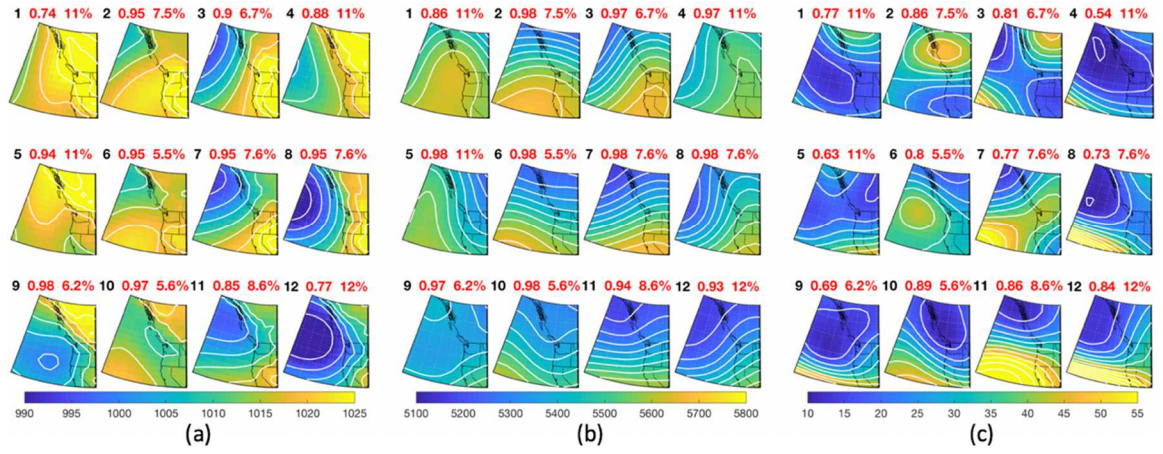 1 0.74 11% 2 0.95 7.5% 3 0.9 6.7% 4 0.88 11%
1 0.86 11% 2 0.98 7.5% 3 0.97 6.7% 4 0.97 11%
1 0.77 11% 2 0.86 7.5% 3 0.81 6.7% 4 0.54 11%
5 0.94 11% 6 0.95 5.5% 7 0.95 7.6% 8 0.95 7.6%
5 0.98 11% 6 0.98 5.5% 7 0.98 7.6% 8 0.98 7.6%
5 0.63 11% 6 0.8 5.5% 7 0.77 7.6% 8 0.73 7.6%
9 0.98 6.2% 10 0.97 5.6% 11 0.85 8.6% 12 0.77 12%
9 0.97 6.2% 10 0.98 5.6% 11 0.94 8.6% 12 0.93 12%
9 0.69 6.2% 10 0.89 5.6% 11 0.86 8.6% 12 0.84 12%
990 995 1000 1005 1010 1015 1020 1025
5100 5200 5300 5400 5500 5600 5700 5800
10 15 20 25 30 35 40 45 50 55
(a) (b) (c)